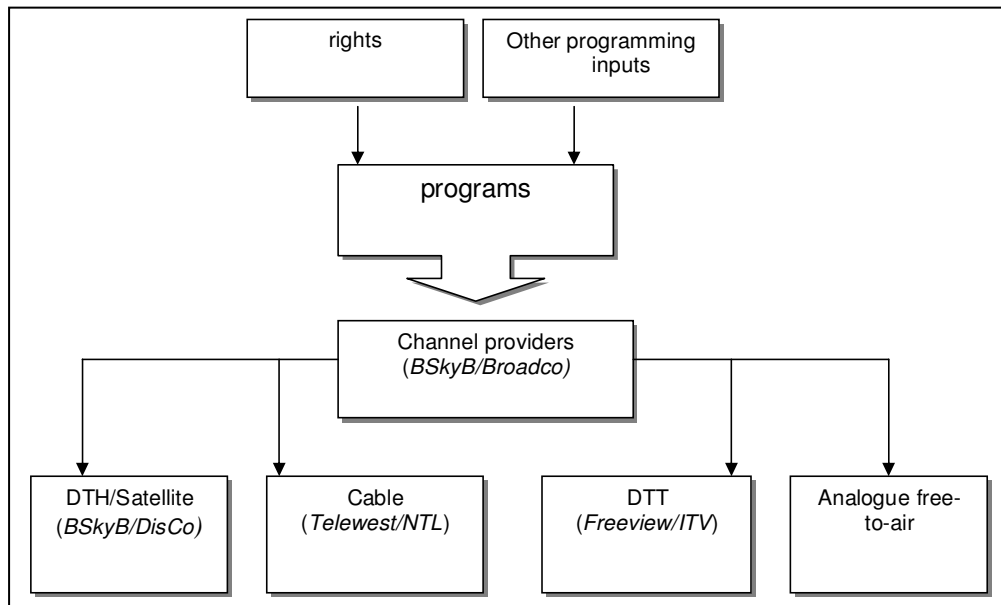 rights
Other programming
inputs
programs
Channel providers
(BSkyB/Broadco)
DTH/Satellite
(BSkyB/DisCo)
Cable
(Telewest/NTL)
DTT
(Freeview/ITV)
Analogue free-
to-air